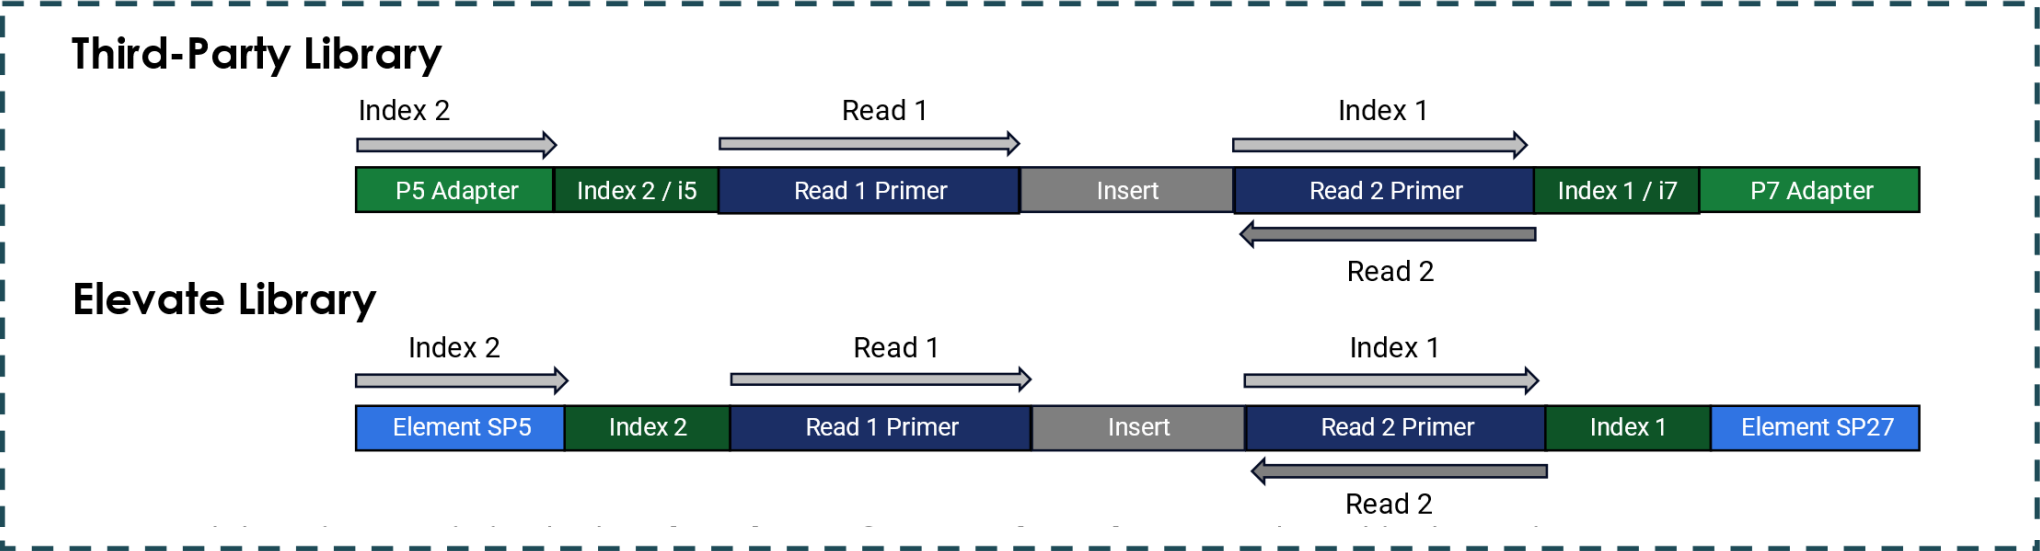 Third-Party Library
Index 2 Read 1 Index 1
P5 Adapter Index 2 / i5 Read 1 Primer Insert Read 2 Primer Index 1 / i7 P7 Adapter
Read 2
Elevate Library
Index 2 Read 1 Index 1
Element SP5 Index 2 Read 1 Primer Insert Read 2 Primer Index 1 Element SP27
Read 2